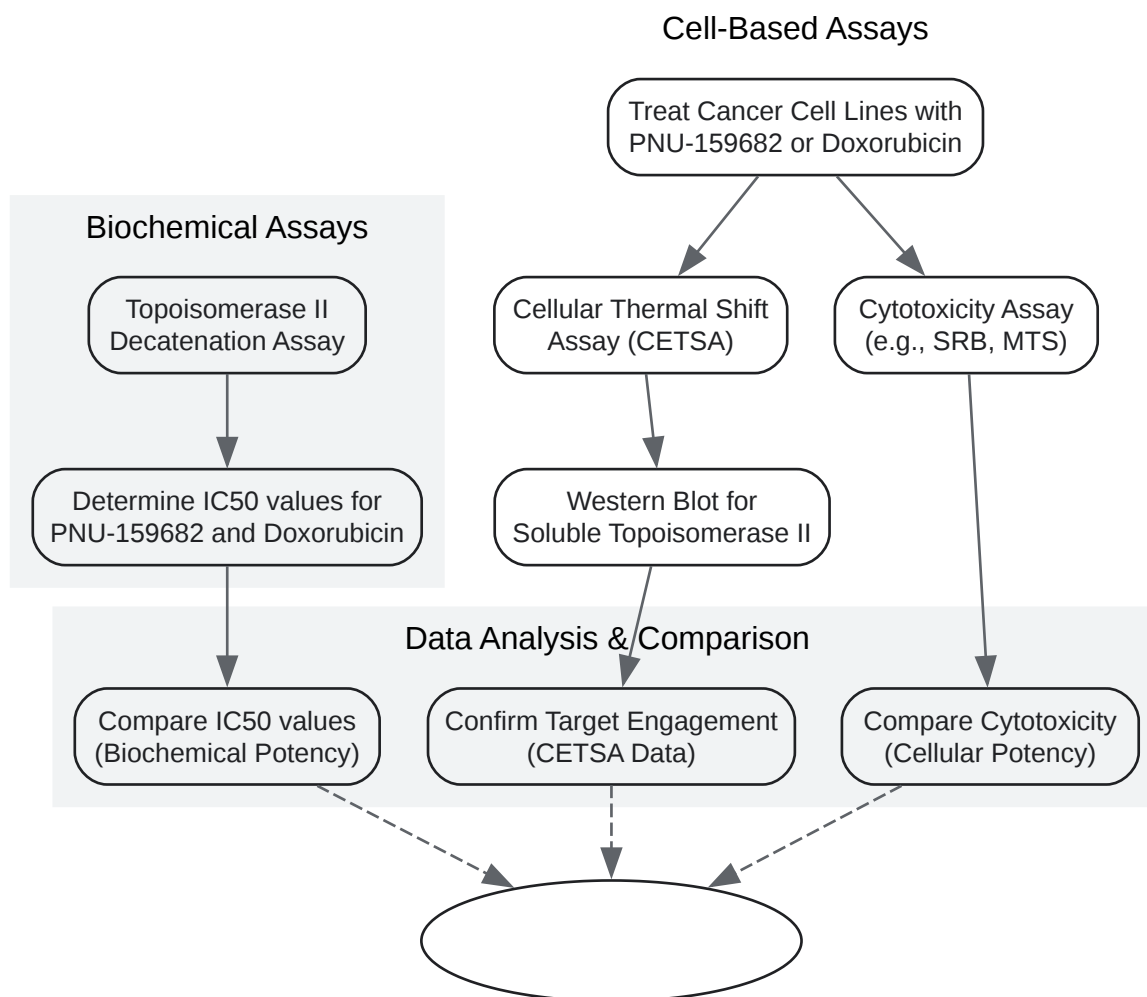 Cell-Based Assays
Treat Cancer Cell Lines with
PNU-159682 or Doxorubicin
Biochemical Assays
Topoisomerase II
Decatenation Assay
Cellular Thermal Shift
Assay (CETSA)
Cytotoxicity Assay
(e.g., SRB, MTS)
Determine IC50 values for
PNU-159682 and Doxorubicin
Western Blot for
Soluble Topoisomerase II
Data Analysis & Comparison
Compare IC50 values
(Biochemical Potency)
Confirm Target Engagement
(CETSA Data)
Compare Cytotoxicity
(Cellular Potency)